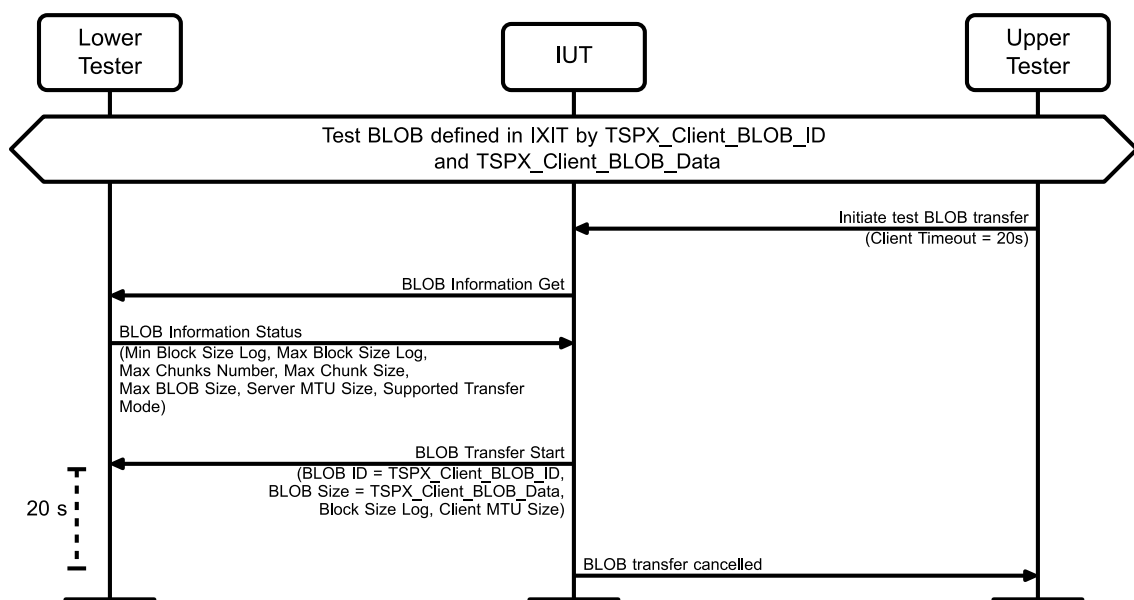 Lower
Tester
IUT
Upper
Tester
Test BLOB defined in IXIT by TSPX_Client_BLOB_ID
and TSPX_Client_BLOB_Data
Initiate test BLOB transfer
(Client Timeout = 20s)
BLOB Information Get
BLOB Information Status
(Min Block Size Log, Max Block Size Log,
Max Chunks Number, Max Chunk Size,
Max BLOB Size, Server MTU Size, Supported Transfer
Mode)
BLOB Transfer Start
(BLOB ID = TSPX_Client_BLOB_ID,
BLOB Size = TSPX_Client_BLOB_Data,
Block Size Log, Client MTU Size)
20 s
BLOB transfer cancelled